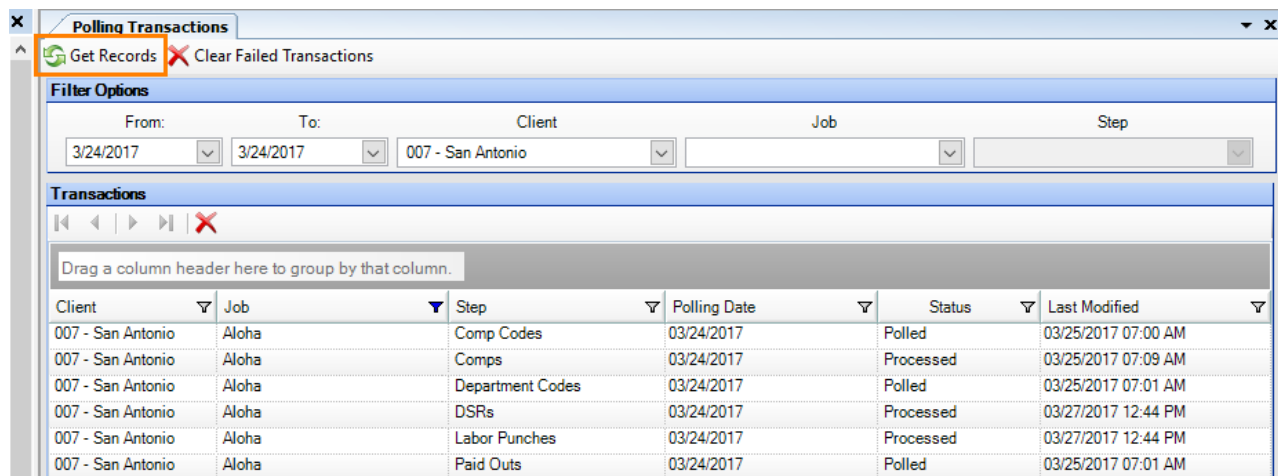 Polling Transactions
Get Records Clear Failed Transactions
Filter Options
From: To: Client Job Step
3/24/2017 3/24/2017 007 - San Antonio
Transactions
Drag a column header here to group by that column.
Client Job Step Polling Date Status Last Modified
007 - San Antonio Aloha Comp Codes 03/24/2017 Polled 03/25/2017 07:00 AM
007 - San Antonio Aloha Comps 03/24/2017 Processed 03/25/2017 07:09 AM
007 - San Antonio Aloha Department Codes 03/24/2017 Polled 03/25/2017 07:01 AM
007 - San Antonio Aloha DSRs 03/24/2017 Processed 03/27/2017 12:44 PM
007 - San Antonio Aloha Labor Punches 03/24/2017 Processed 03/27/2017 12:44 PM
007 - San Antonio Aloha Paid Outs 03/24/2017 Polled 03/25/2017 07:01 AM